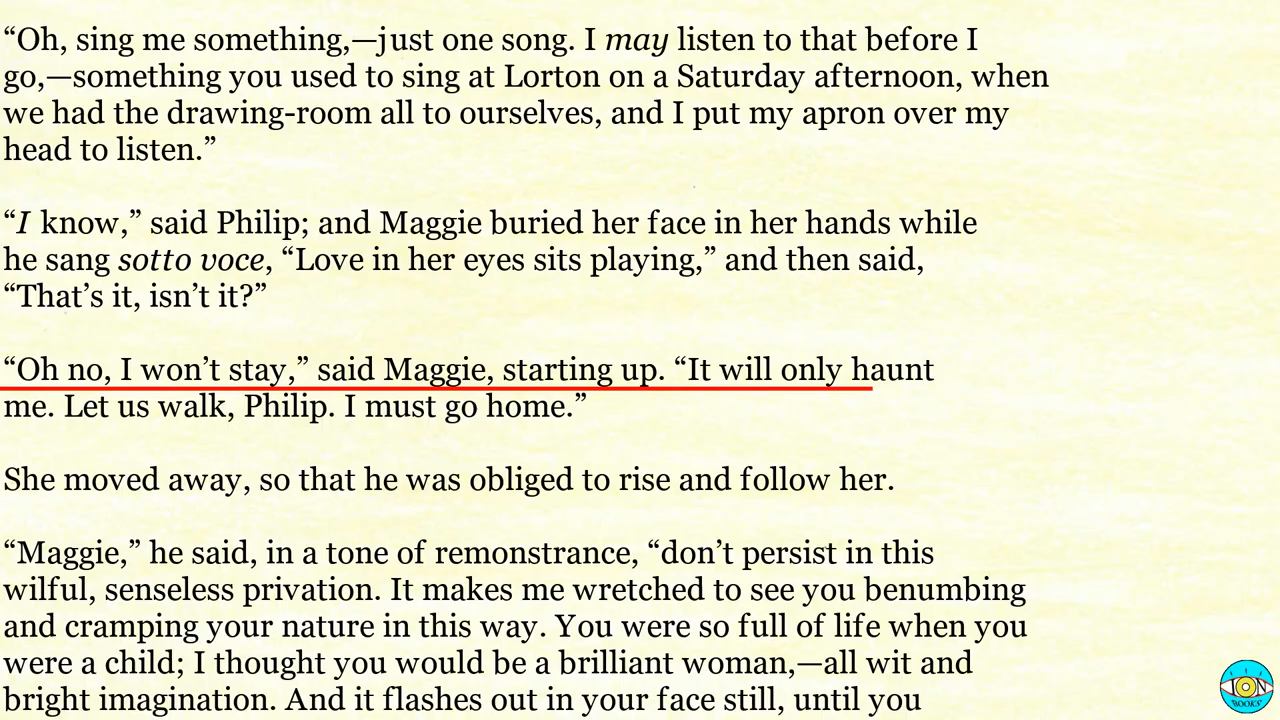 “Oh, sing me something,—just one song. I may listen to that before I
go,—something you used to sing at Lorton on a Saturday afternoon, when
we had the drawing-room all to ourselves, and I put my apron over my
head to listen.”
“I know,” said Philip; and Maggie buried her face in her hands while
he sang sotto voce, “Love in her eyes sits playing,” and then said,
“That’s it, isn’t it?”
“Oh no, I won’t stay,” said Maggie, starting up. “It will only haunt
me. Let us walk, Philip. I must go home.”
She moved away, so that he was obliged to rise and follow her.
“Maggie,” he said, in a tone of remonstrance, “don’t persist in this
wilful, senseless privation. It makes me wretched to see you benumbing
and cramping your nature in this way. You were so full of life when you
were a child; I thought you would be a brilliant woman,—all wit and
bright imagination. And it flashes out in your face still, until you
ION
BOOKS